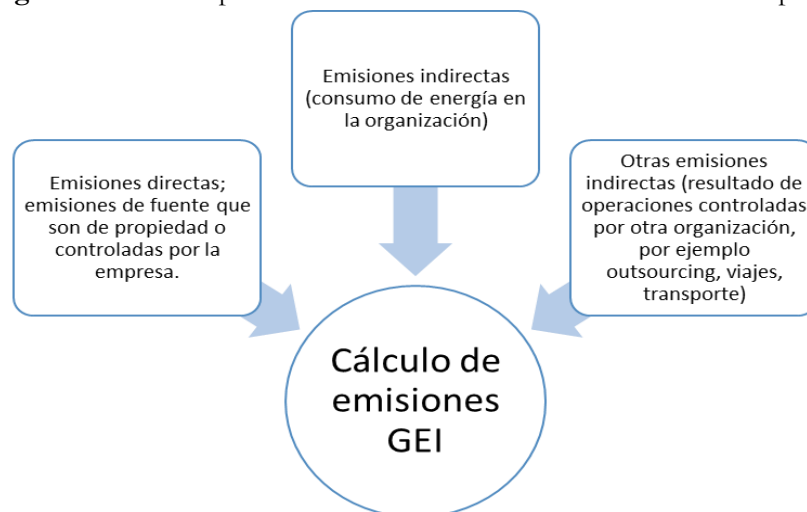 Emisiones indirectas
(consumo de energía en
la organización)
Emisiones directas;
emisiones de fuente que
son de propiedad o
controladas por la
empresa.
Otras emisiones
indirectas (resultado de
operaciones controladas
por otra organización,
por ejemplo
outsourcing, viajes,
transporte)
Cálculo de
emisiones
GEI